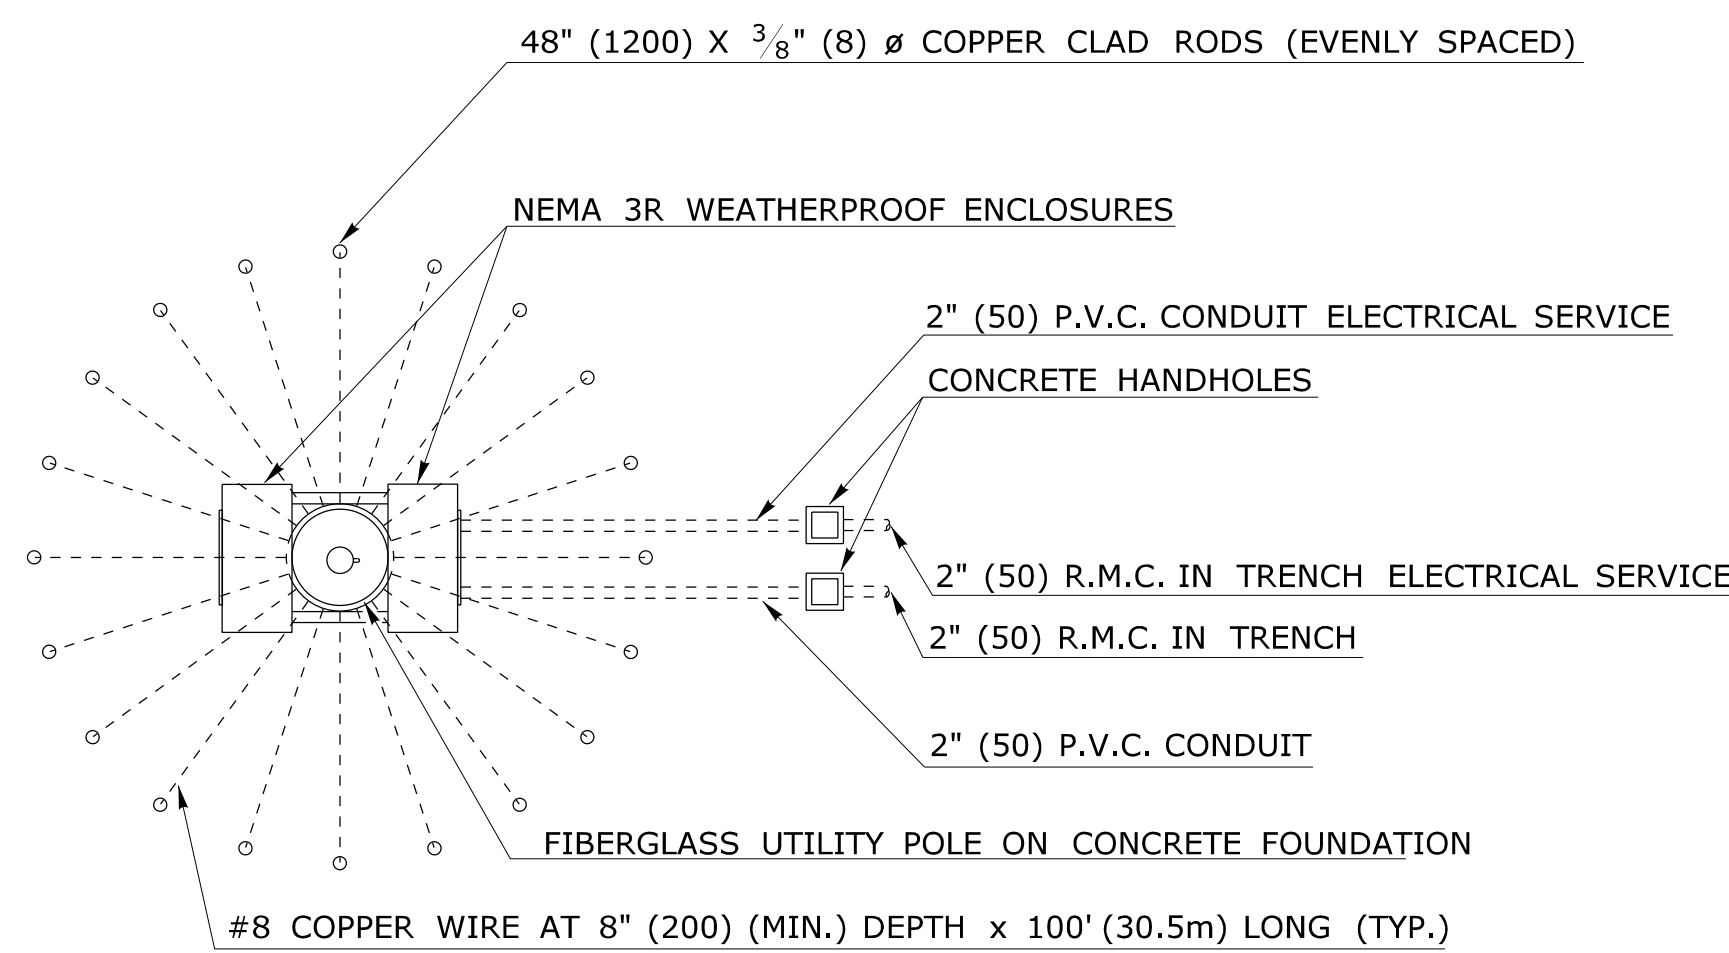 48" (1200) X 3/8" (8) ø COPPER CLAD RODS (EVENLY SPACED)
NEMA 3R WEATHERPROOF ENCLOSURES
2" (50) P.V.C. CONDUIT ELECTRICAL SERVICE
CONCRETE HANDHOLES
2" (50) R.M.C. IN TRENCH ELECTRICAL SERVICE
2" (50) R.M.C. IN TRENCH
2" (50) P.V.C. CONDUIT
FIBERGLASS UTILITY POLE ON CONCRETE FOUNDATION
#8 COPPER WIRE AT 8" (200) (MIN.) DEPTH x 100' (30.5m) LONG (TYP.)